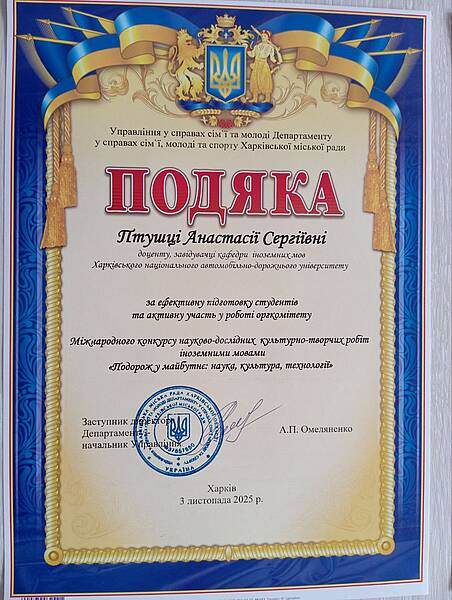 Управління у справах сім`ї та молоді Департаменту
у справах сім`ї, молоді та спорту Харківської міської ради
ПОДЯКА
Птушці Анастасії Сергіївні
доценту, завідувачці кафедри іноземних мов
Харківського національного автомобільно-дорожнього університету
за ефективну підготовку студентів
та активну участь у роботі оргкомітету
Міжнародного конкурсу науково-дослідних культурно-творчих робіт
іноземними мовами
«Подорож у майбутнє: наука, культура, технології»
Заступник директора
Департаменту
начальник Управління
А.П. Омеляненко
УКРАЇНА
Харків
3 листопада 2025 р.